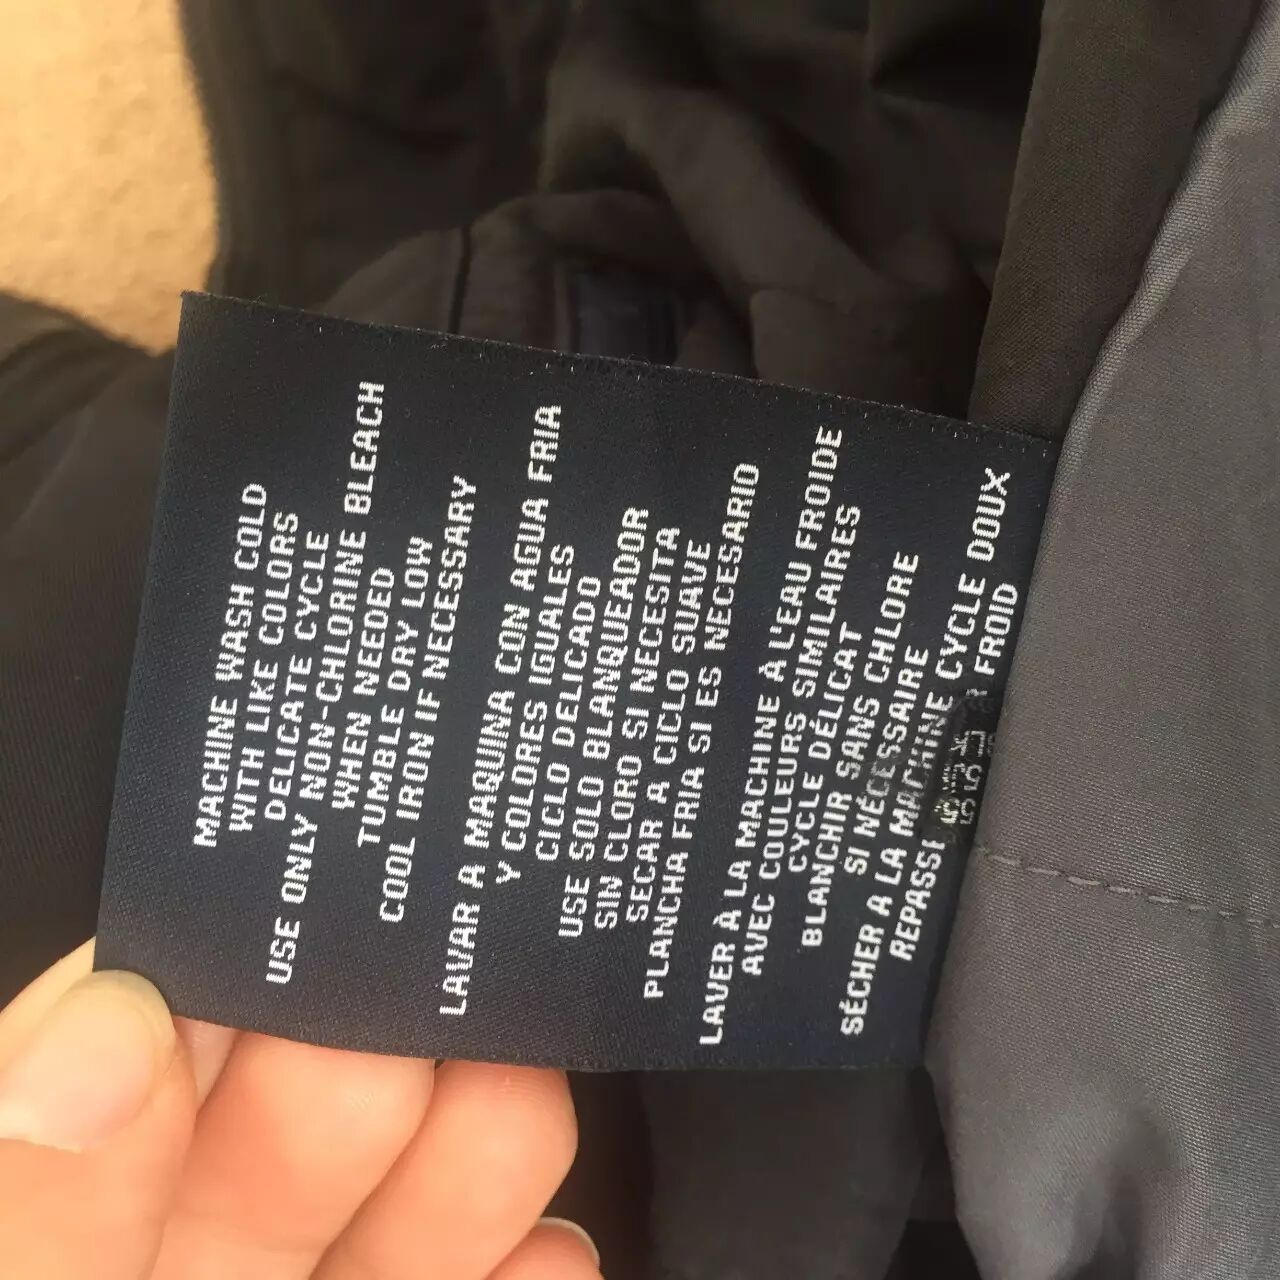 MACHINE WASH COLD
WITH LIKE COLORS
DELICATE CYCLE
USE ONLY NON-CHLORINE BLEACH
WHEN NEEDED
TUMBLE DRY LOW
COOL IRON IF NECESSARY
LAVAR A MAQUINA CON AGUA FRIA
Y COLORES IGUALES
CICLO DELICADO
USE SOLO BLANQUEADOR
SIN CLORO SI NECESITA
SECAR A CICLO SUAVE
PLANCHA FRIA SI ES NECESARIO
LAVER À LA MACHINE À L'EAU FROIDE
AVEC COULEURS SIMILAIRES
CYCLE DÉLICAT
BLANCHIR SANS CHLORE
SI NÉCESSAIRE
SÉCHER A LA MACHINE CYCLE DOUX
REPASSE FROID